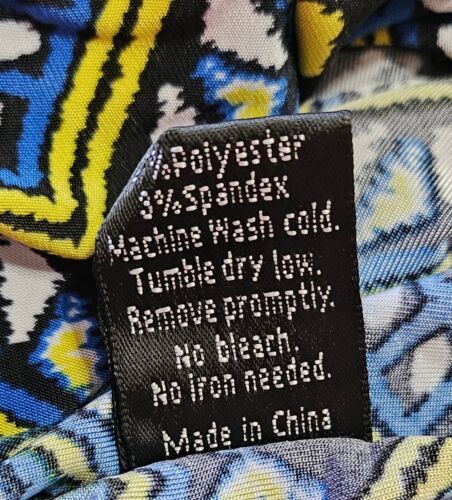 %Polyester
3%Spandex
Machine wash cold.
Tumble dry low.
Remove promptly.
No bleach.
No iron needed.
Made in China